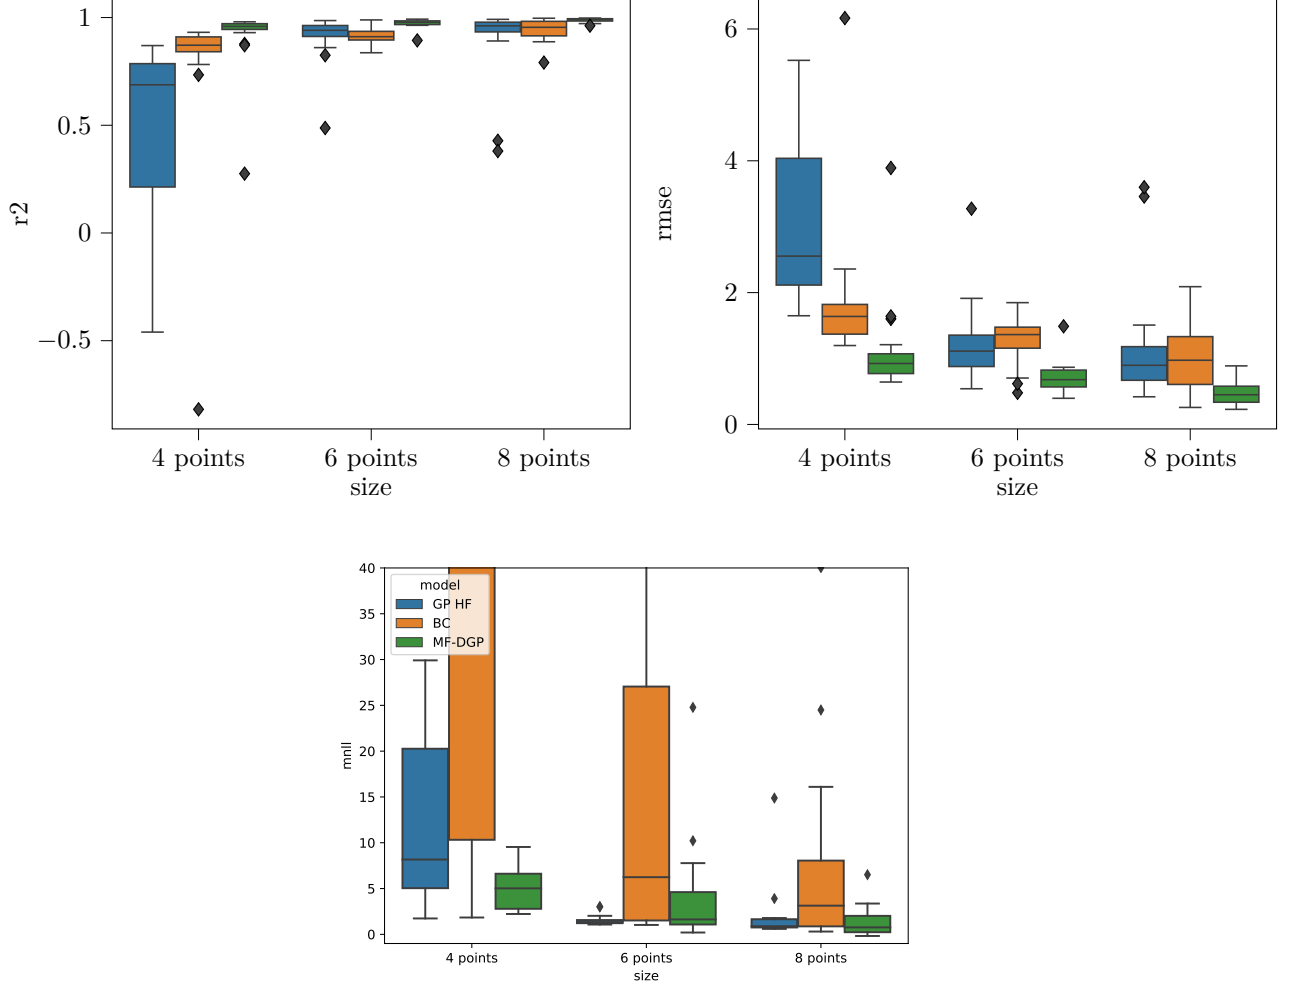 1
0.5
0
−0.5
r2
4 points
6 points
8 points
size
6
4
2
0
rmse
4 points
6 points
8 points
size
40
35
30
25
20
15
10
5
0
mnll
model
GP HF
BC
MF-DGP
4 points
6 points
8 points
size